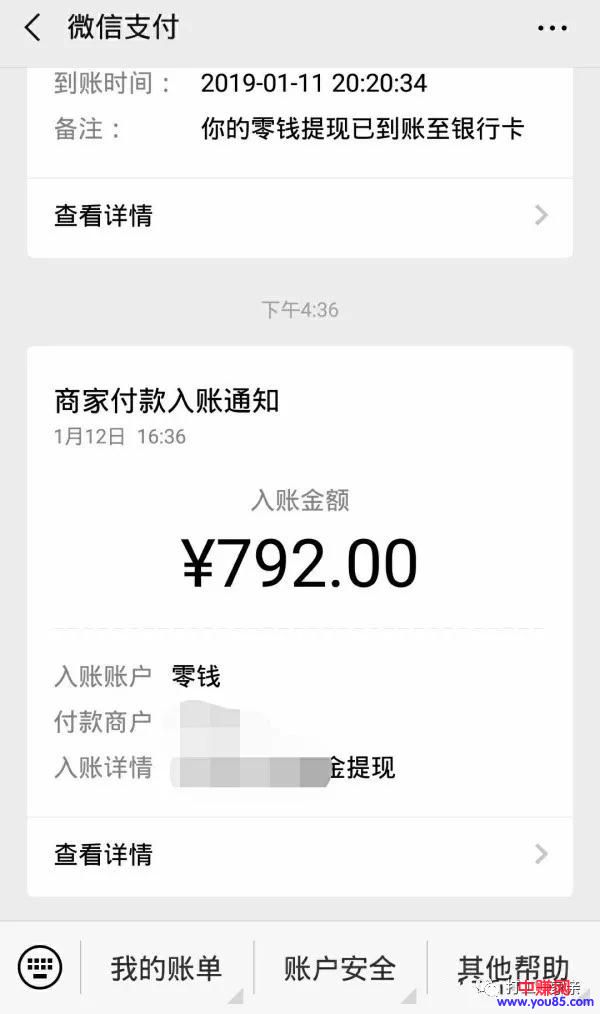 微信支付
到账时间： 2019-01-11 20:20:34
备注： 你的零钱提现已到账至银行卡
查看详情
下午4:36
商家付款入账通知
1月12日 16:36
入账金额
¥792.00
入账账户 零钱
付款商户
入账详情 金提现
查看详情
我的账单 账户安全 其他帮助
中赚网
www.you85.com